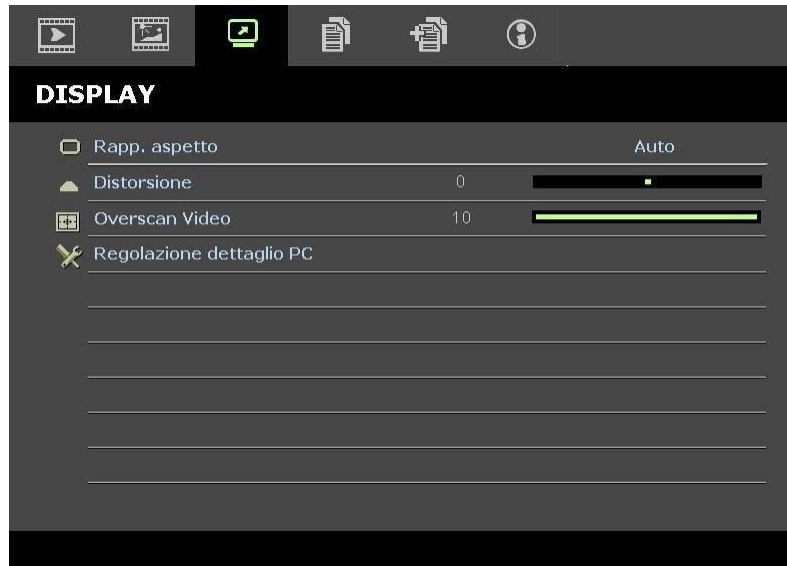 DISPLAY
Rapp. aspetto Auto
Distorsione 0
Overscan Video 10
Regolazione dettaglio PC